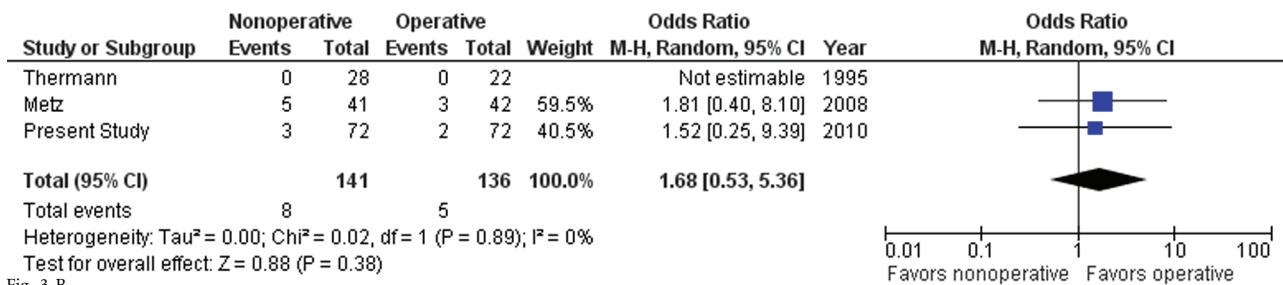 Nonoperative Operative Odds Ratio Odds Ratio
Study or Subgroup Events Total Events Total Weight M-H, Random, 95% CI Year M-H, Random, 95% CI
Thermann 0 28 0 22 Not estimable 1995
Metz 5 41 3 42 59.5% 1.81 [0.40, 8.10] 2008
Present Study 3 72 2 72 40.5% 1.52 [0.25, 9.39] 2010
Total (95% CI) 141 136 100.0% 1.68 [0.53, 5.36]
Total events 8 5
Heterogeneity: Tau² = 0.00; Chi² = 0.02, df = 1 (P = 0.89); I² = 0%
Test for overall effect: Z = 0.88 (P = 0.38)
0.01 0.1 1 10 100
Favors nonoperative Favors operative